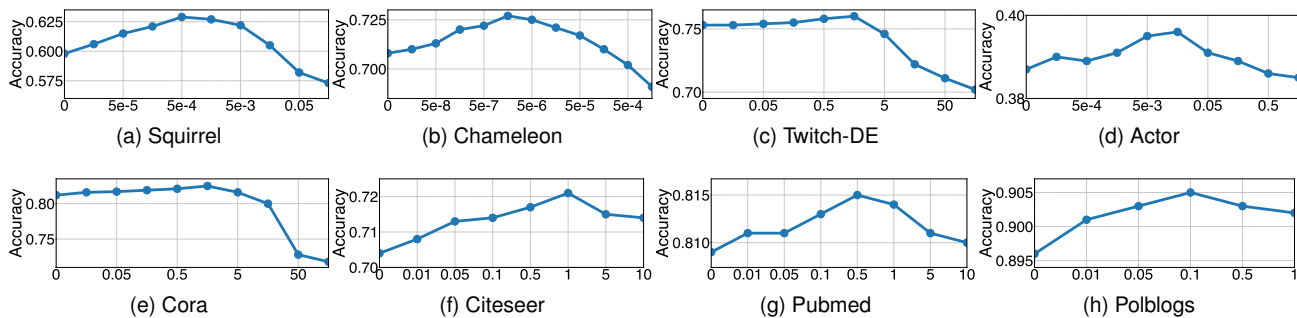 Accuracy
0.625
0.600
0.575
0 5e-5 5e-4 5e-3 0.05
(a) Squirrel
Accuracy
0.725
0.700
0 5e-8 5e-7 5e-6 5e-5 5e-4
(b) Chameleon
Accuracy
0.75
0.70
0 0.05 0.5 5 50
(c) Twitch-DE
Accuracy
0.40
0.38
0 5e-4 5e-3 0.05 0.5
(d) Actor
Accuracy
0.80
0.75
0 0.05 0.5 5 50
(e) Cora
Accuracy
0.72
0.71
0.70
0 0.01 0.05 0.1 0.5 1 5 10
(f) Citeseer
Accuracy
0.815
0.810
0 0.01 0.05 0.1 0.5 1 5 10
(g) Pubmed
Accuracy
0.905
0.900
0.895
0 0.01 0.05 0.1 0.5 1
(h) Polblogs